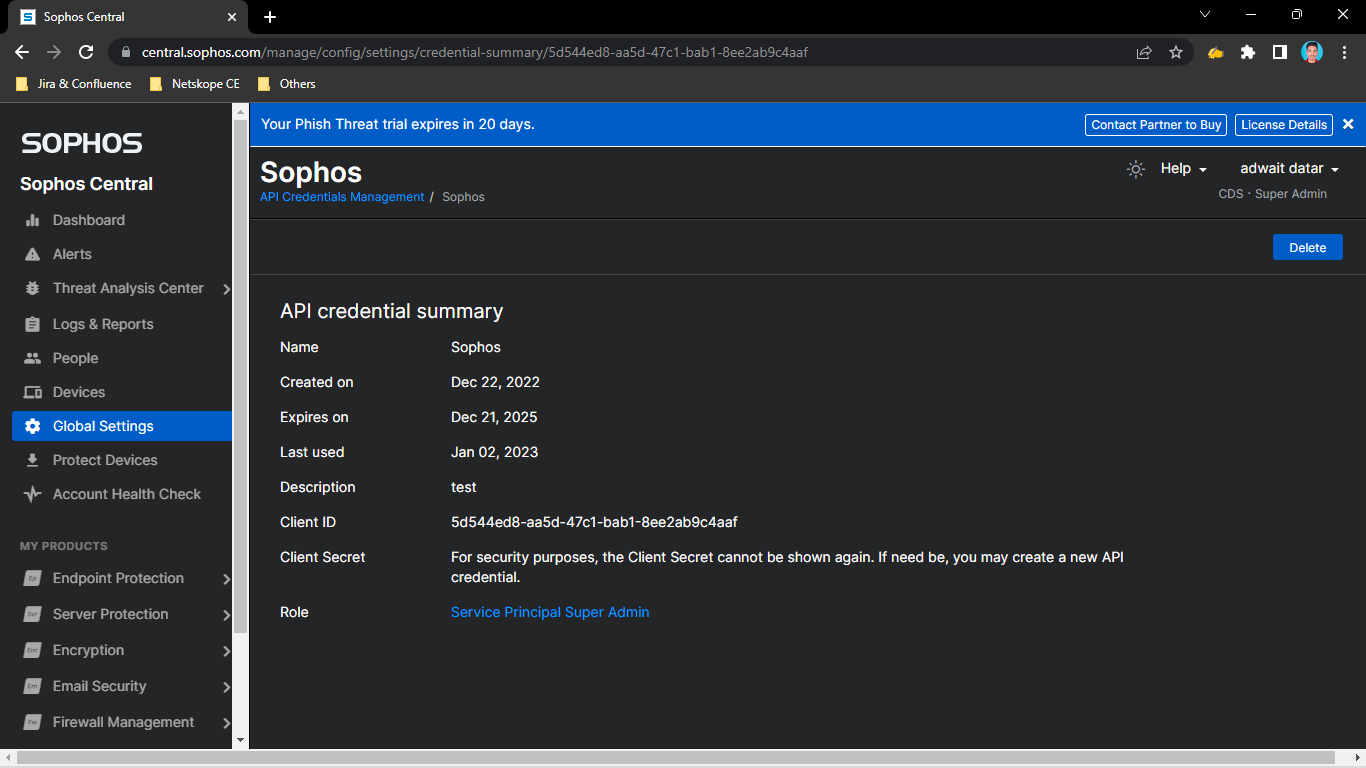 Sophos Central
central.sophos.com/manage/config/settings/credential-summary/5d544ed8-aa5d-47c1-bab1-8ee2ab9c4aaf
Jira & Confluence
Netskope CE
Others
SOPHOS
Sophos Central
Dashboard
Alerts
Threat Analysis Center
Logs & Reports
People
Devices
Global Settings
Protect Devices
Account Health Check
MY PRODUCTS
Ep Endpoint Protection
Svr Server Protection
Enc Encryption
Em Email Security
Fw Firewall Management
Your Phish Threat trial expires in 20 days.
Contact Partner to Buy
License Details
Sophos
API Credentials Management / Sophos
Help
adwait datar
CDS · Super Admin
Delete
API credential summary
Name Sophos
Created on Dec 22, 2022
Expires on Dec 21, 2025
Last used Jan 02, 2023
Description test
Client ID 5d544ed8-aa5d-47c1-bab1-8ee2ab9c4aaf
Client Secret For security purposes, the Client Secret cannot be shown again. If need be, you may create a new API
credential.
Role Service Principal Super Admin